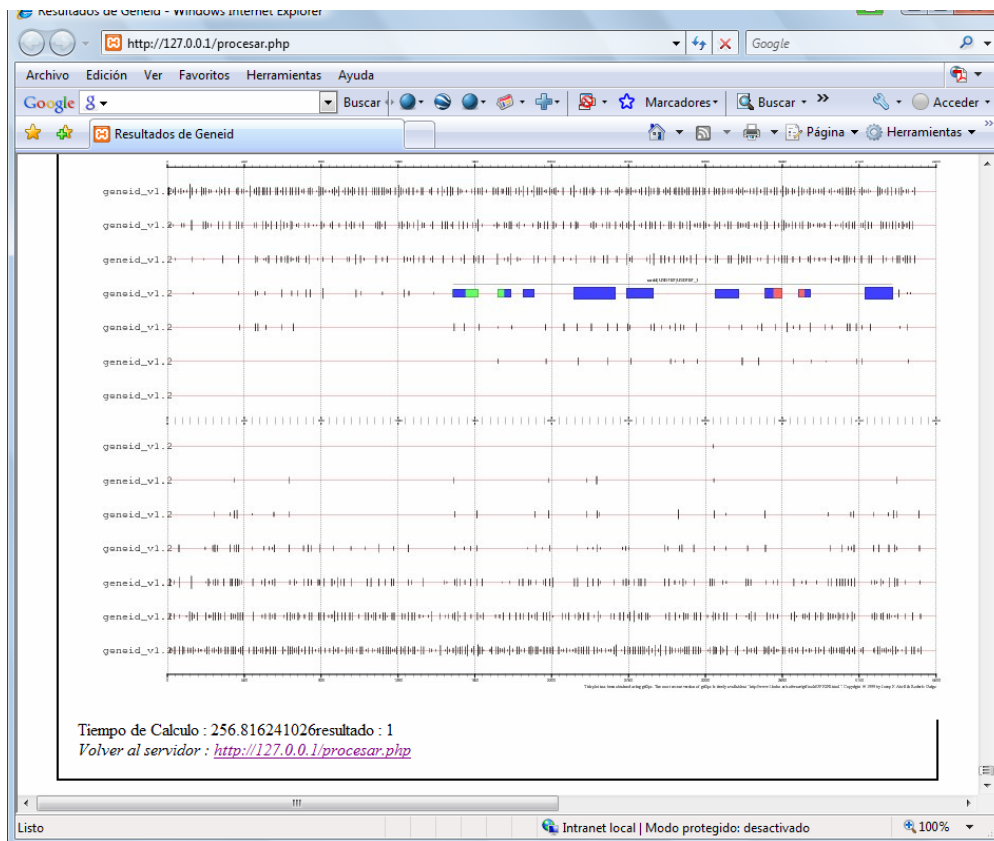 Resultados de Geneid - Windows Internet Explorer
http://127.0.0.1/procesar.php
Google
Archivo Edición Ver Favoritos Herramientas Ayuda
Google Buscar Marcadores Buscar » Acceder
Resultados de Geneid Página Herramientas »
geneid_v1.2
geneid_v1.2
geneid_v1.2
geneid_v1.2
geneid_v1.2
geneid_v1.2
geneid_v1.2
geneid_v1.2
geneid_v1.2
geneid_v1.2
geneid_v1.2
geneid_v1.2
geneid_v1.2
geneid_v1.2
Tiempo de Calculo : 256.816241026resultado : 1
Volver al servidor : http://127.0.0.1/procesar.php
Listo Intranet local | Modo protegido: desactivado 100%